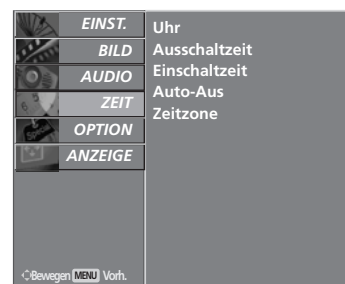 EINST.
BILD
AUDIO
ZEIT
OPTION
ANZEIGE
Uhr
Ausschaltzeit
Einschaltzeit
Auto-Aus
Zeitzone
Bewegen MENU Vorh.